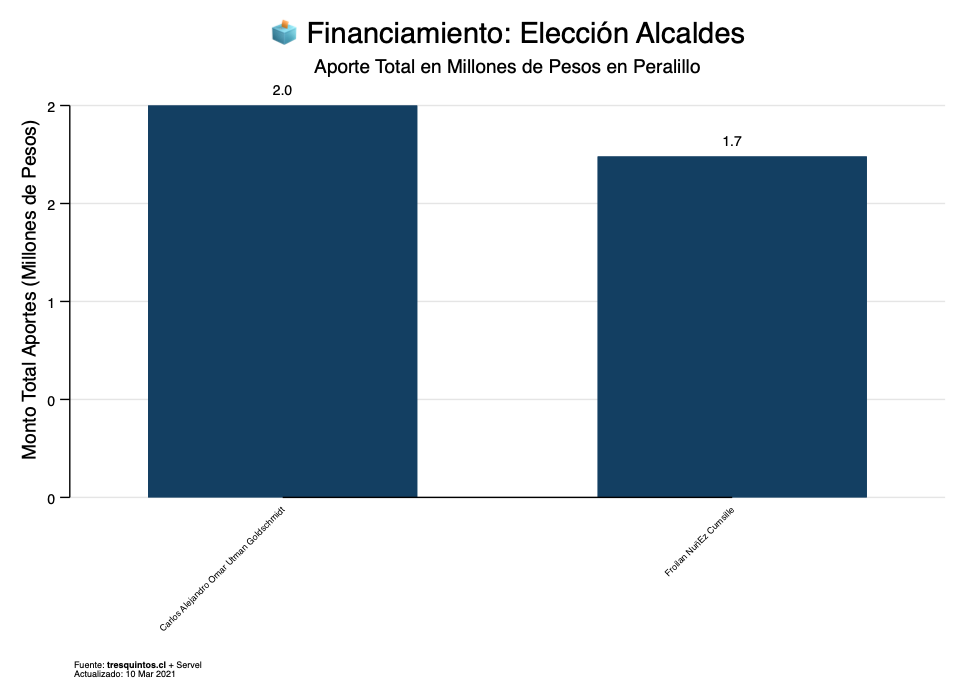 Financiamiento: Elección Alcaldes
Aporte Total en Millones de Pesos en Peralillo
Monto Total Aportes (Millones de Pesos)
2
2
1
0
0
2.0
1.7
Carlos Alejandro Omar Utman Goldschmidt
Froilan NuñEz Cumsille
Fuente: tresquintos.cl + Servel
Actualizado: 10 Mar 2021